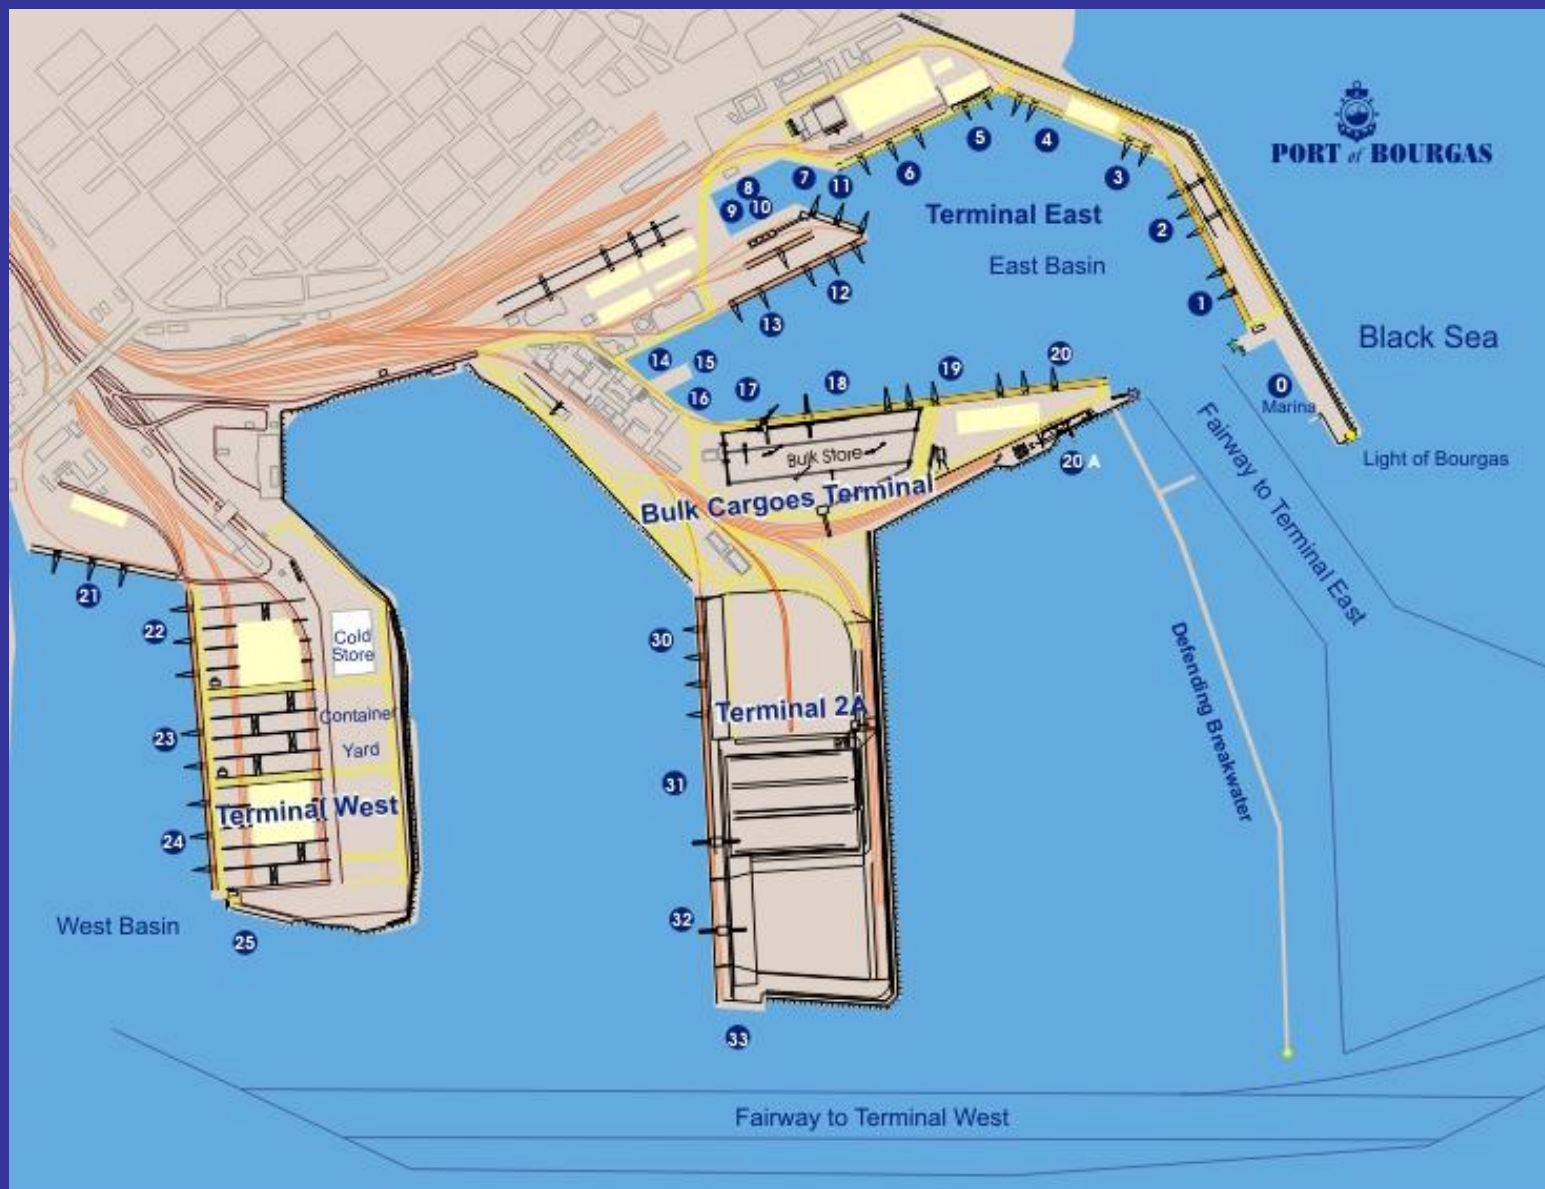 PORT of BOURGAS
5
4
3
6
7
11
8
9
10
Terminal East
2
East Basin
12
1
13
Black Sea
14
15
20
19
18
17
16
0
Marina
Fairway to Terminal East
Light of Bourgas
Bulk Store
20 A
Bulk Cargoes Terminal
21
22
Cold
Store
30
Defending Breakwater
Terminal 2A
Container
Yard
23
31
Terminal West
24
32
West Basin
25
33
Fairway to Terminal West